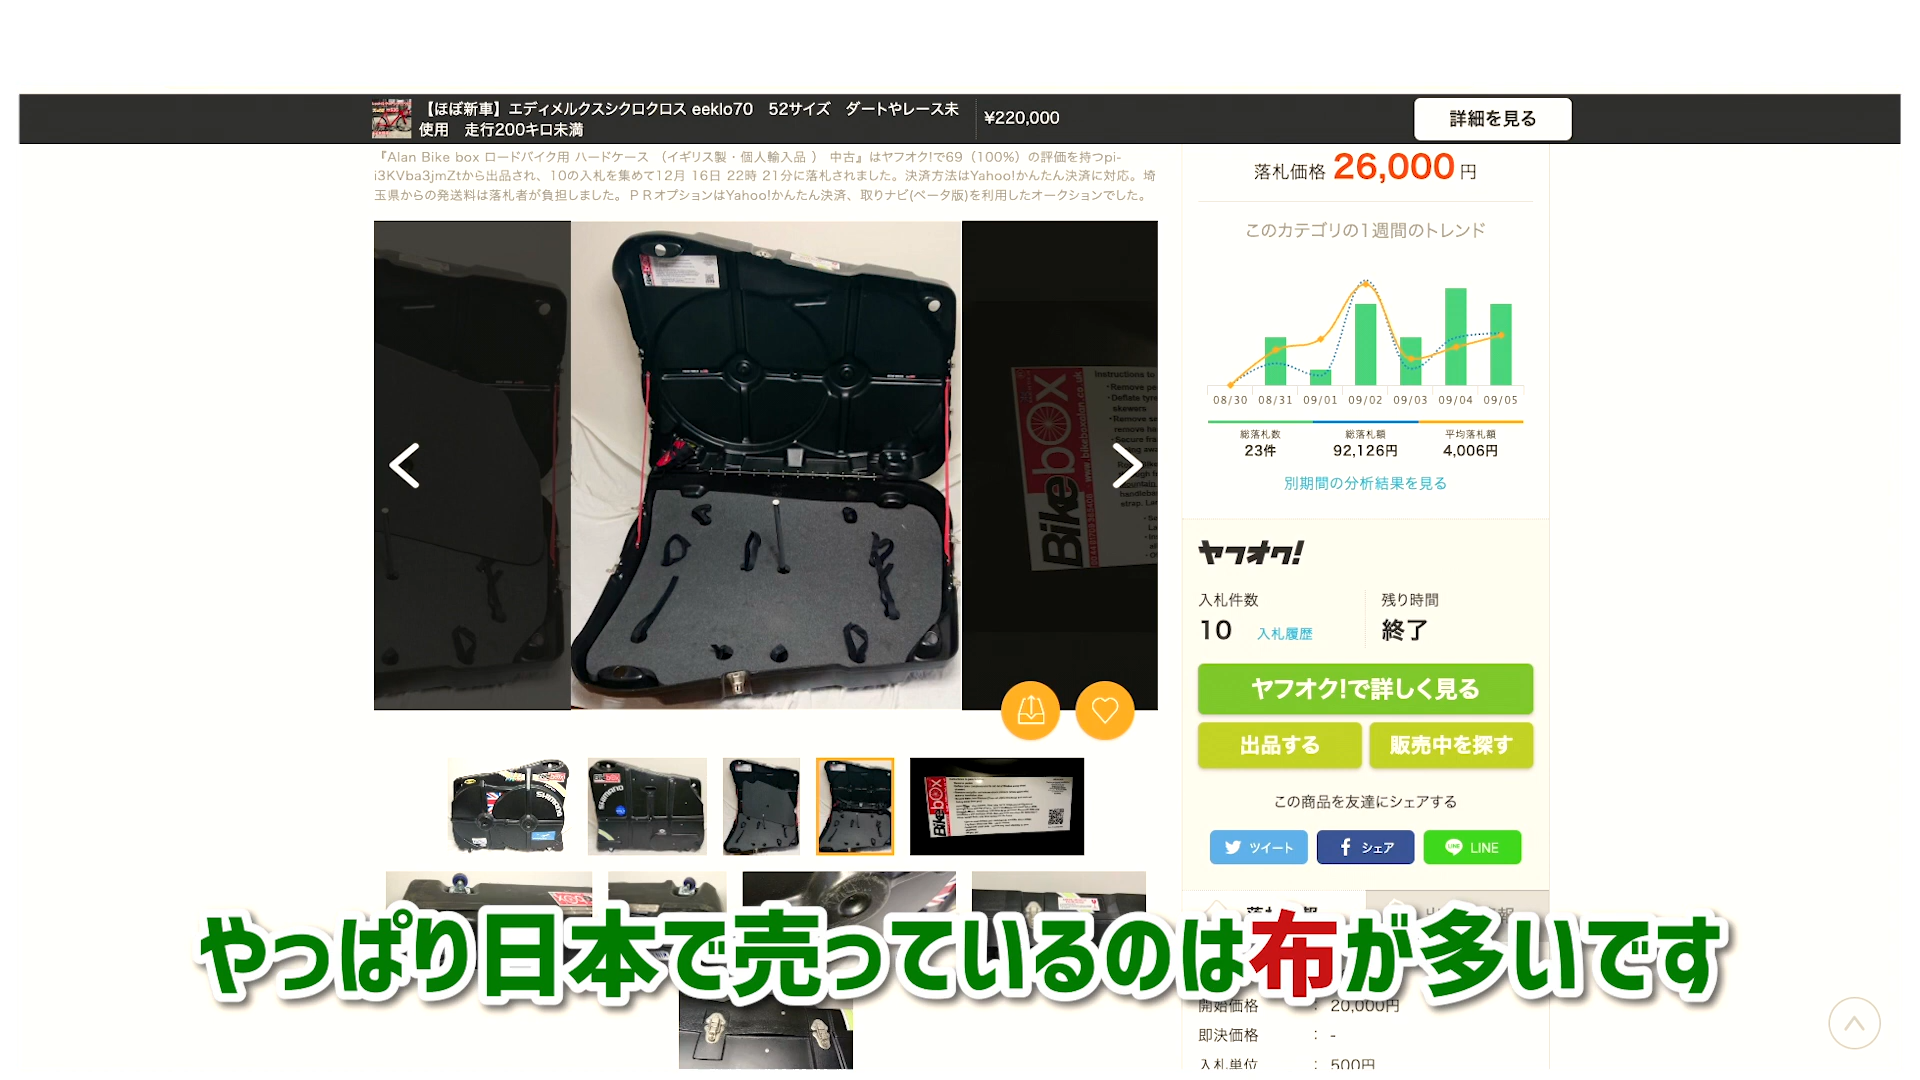 【ほぼ新車】エディメルクスシクロクロス eeklo70　52サイズ　ダートやレース未
使用　走行200キロ未満
¥220,000
詳細を見る
『Alan Bike box ロードバイク用 ハードケース （イギリス製・個人輸入品 ） 中古』はヤフオク!で69（100%）の評価を持つpi-
i3KVba3jmZtから出品され、10の入札を集めて12月 16日 22時 21分に落札されました。決済方法はYahoo!かんたん決済に対応。埼
玉県からの発送料は落札者が負担しました。ＰＲオプションはYahoo!かんたん決済、取りナビ(ベータ版)を利用したオークションでした。
落札価格 26,000 円
このカテゴリの1週間のトレンド
08/30 08/31 09/01 09/02 09/03 09/04 09/05
総落札数 総落札額 平均落札額
23件 92,126円 4,006円
別期間の分析結果を見る
ヤフオク!
入札件数 残り時間
10 入札履歴 終了
ヤフオク!で詳しく見る
出品する 販売中を探す
この商品を友達にシェアする
ツイート シェア LINE
Bikebox
www.bikeboxalan.co.uk
Instructions to
SHIMANO
SHIMANO
やっぱり日本で売っているのは布が多いです
開始価格 : 20,000円
即決価格 : -
入札単位 : 500円